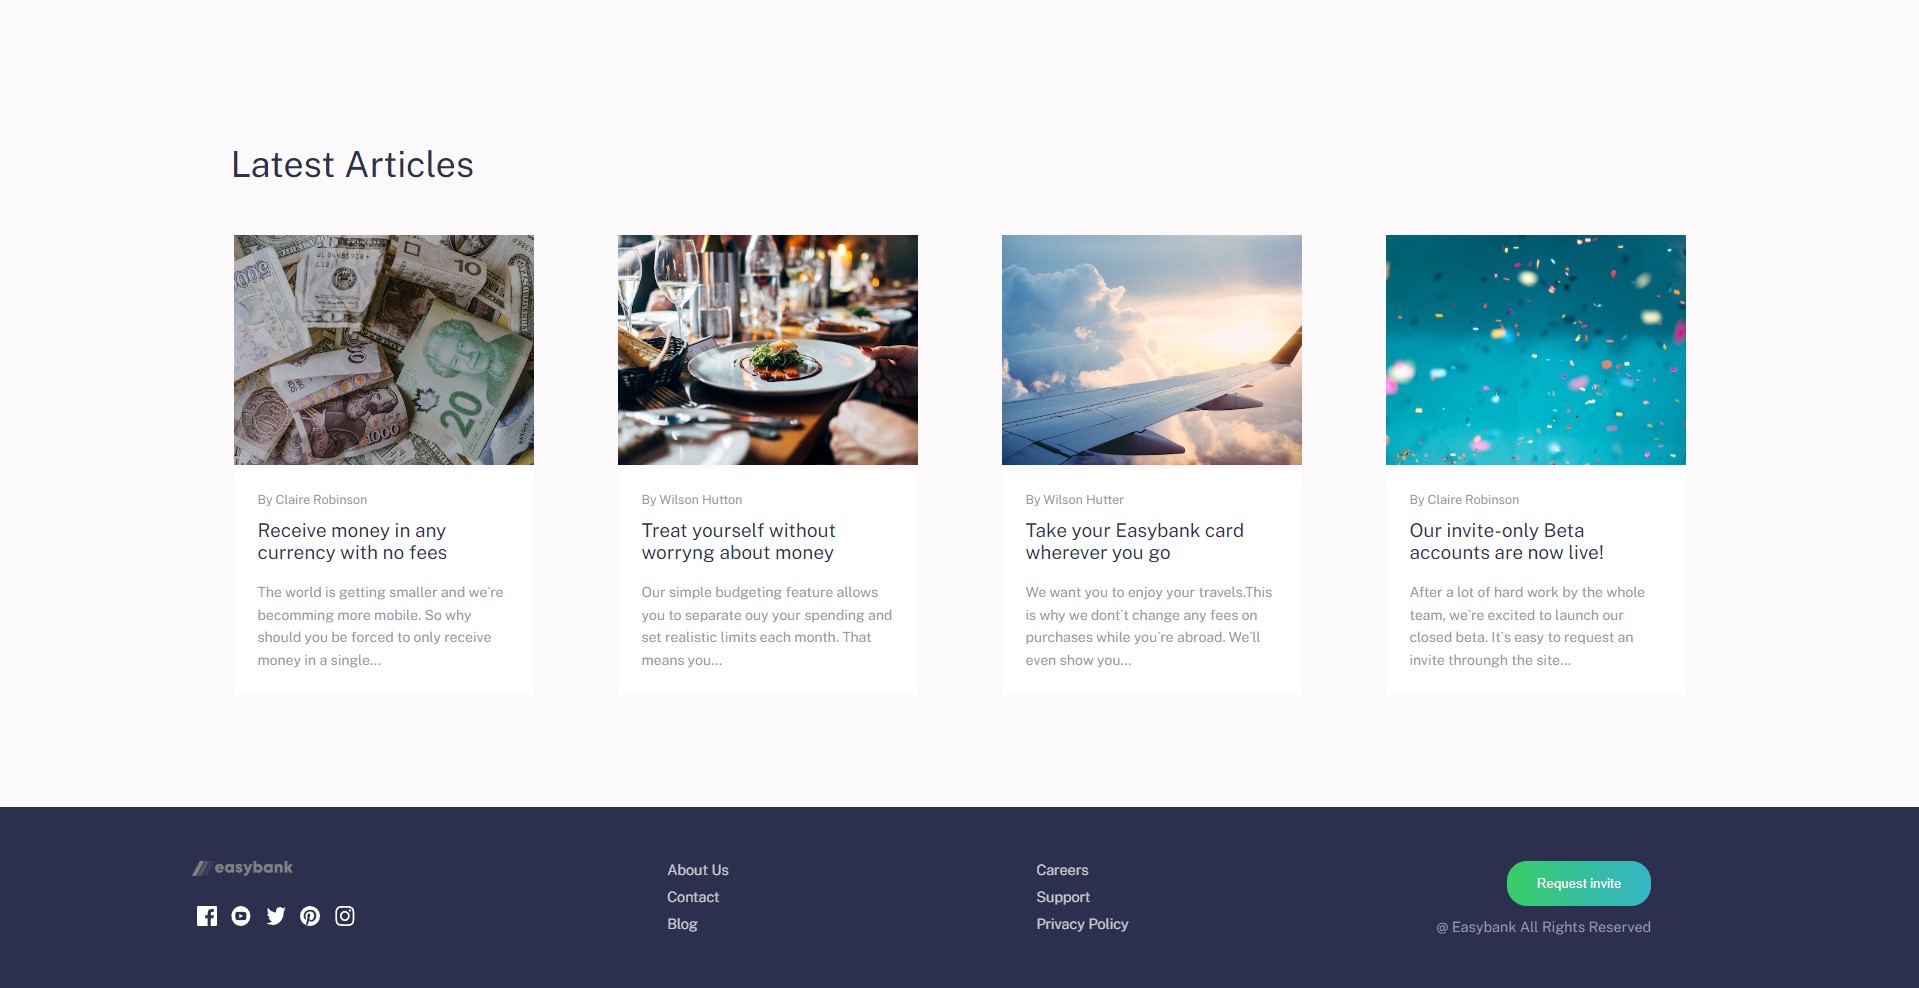 Latest Articles
By Claire Robinson
Receive money in any
currency with no fees
The world is getting smaller and we`re
becomming more mobile. So why
should you be forced to only receive
money in a single...
By Wilson Hutton
Treat yourself without
worryng about money
Our simple budgeting feature allows
you to separate ouy your spending and
set realistic limits each month. That
means you...
By Wilson Hutter
Take your Easybank card
wherever you go
We want you to enjoy your travels.This
is why we dont`t change any fees on
purchases while you`re abroad. We`ll
even show you...
By Claire Robinson
Our invite-only Beta
accounts are now live!
After a lot of hard work by the whole
team, we`re excited to launch our
closed beta. It`s easy to request an
invite throungh the site...
easybank
About Us
Contact
Blog
Careers
Support
Privacy Policy
Request invite
@ Easybank All Rights Reserved